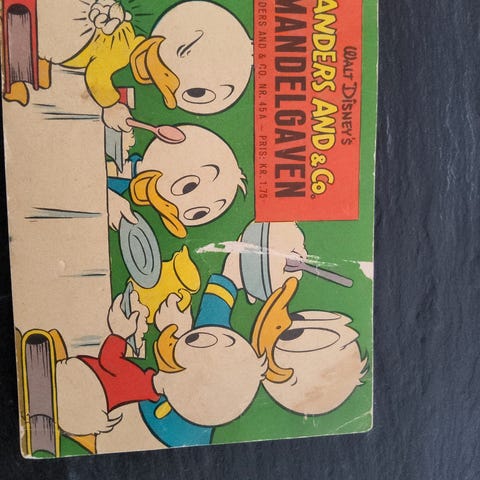 WALT DISNEY'S
ANDERS AND & Co.
MANDELGAVEN
DERS AND & CO. NR. 45 A — PRIS: KR. 1.75